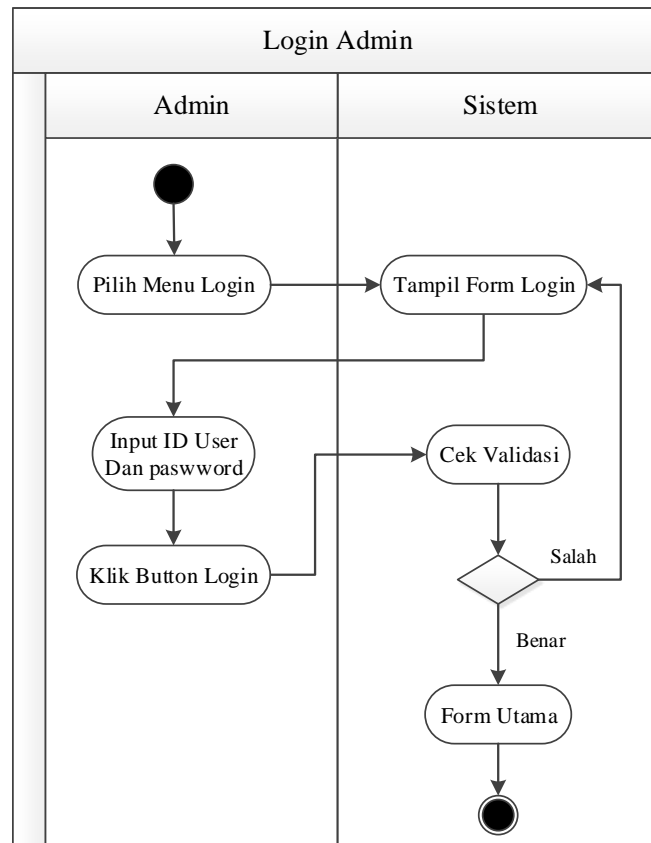 Login Admin
Admin
Sistem
Pilih Menu Login
Tampil Form Login
Input ID User
Dan paswword
Cek Validasi
Klik Button Login
Salah
Benar
Form Utama